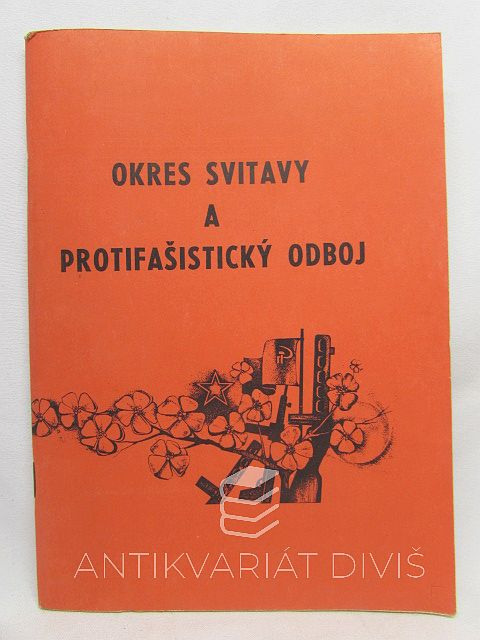 OKRES SVITAVY
A
PROTIFAŠISTICKÝ ODBOJ
ANTIKVARIÁT DIVIŠ